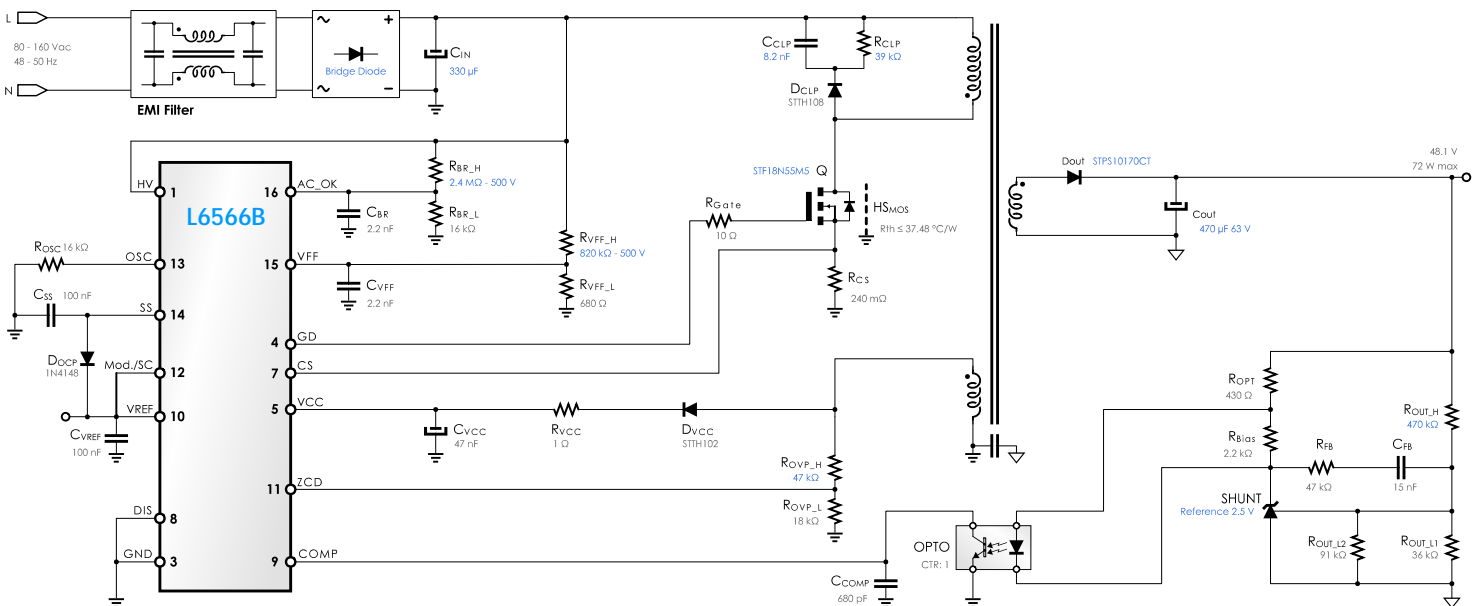 L
80 - 160 Vac
48 - 50 Hz
N
EMI Filter
~
+
Bridge Diode
~
−
CIN
330 µF
CCLP
8.2 nF
RCLP
39 kΩ
DCLP
STTH108
STF18N55M5 Q
RGate
10 Ω
HSMOS
Rth ≤ 37.48 °C/W
RCS
240 mΩ
Dout STPS10170CT
Cout
470 µF 63 V
48.1 V
72 W max
L6566B
HV
1
16
AC_OK
RBR_H
2.4 MΩ - 500 V
CBR
2.2 nF
RBR_L
16 kΩ
ROSC 16 kΩ
OSC
13
15
VFF
RVFF_H
820 kΩ - 500 V
CVFF
2.2 nF
RVFF_L
680 Ω
CSS 100 nF
SS
14
4
GD
DOCP
1N4148
Mod./SC
12
7
CS
VREF
10
5
VCC
CVREF
100 nF
CVCC
47 nF
RVCC
1 Ω
DVCC
STTH102
ROVP_H
47 kΩ
11
ZCD
ROVP_L
18 kΩ
DIS
8
GND
3
9
COMP
CCOMP
680 pF
OPTO
CTR: 1
ROPT
430 Ω
RBias
2.2 kΩ
RFB
47 kΩ
CFB
15 nF
ROUT_H
470 kΩ
SHUNT
Reference 2.5 V
ROUT_L2
91 kΩ
ROUT_L1
36 kΩ